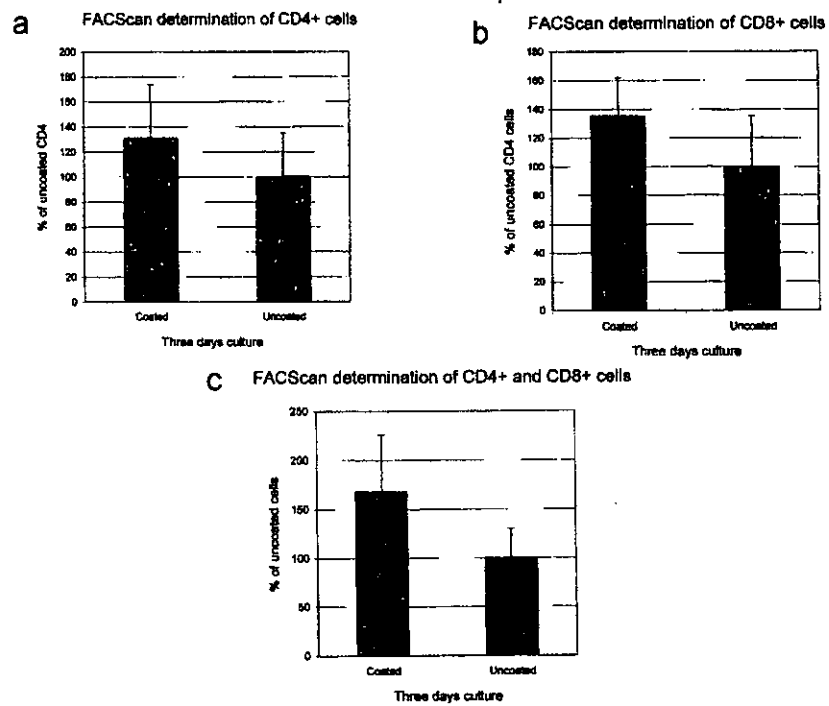 a
FACScan determination of CD4+ cells
% of uncoated CD4
200
180
160
140
120
100
80
60
40
20
0
Coated
Uncoated
Three days culture
b
FACScan determination of CD8+ cells
% of uncoated CD4 cells
180
160
140
120
100
80
60
40
20
0
Coated
Uncoated
Three days culture
c
FACScan determination of CD4+ and CD8+ cells
% of uncoated cells
250
200
150
100
50
0
Coated
Uncoated
Three days culture